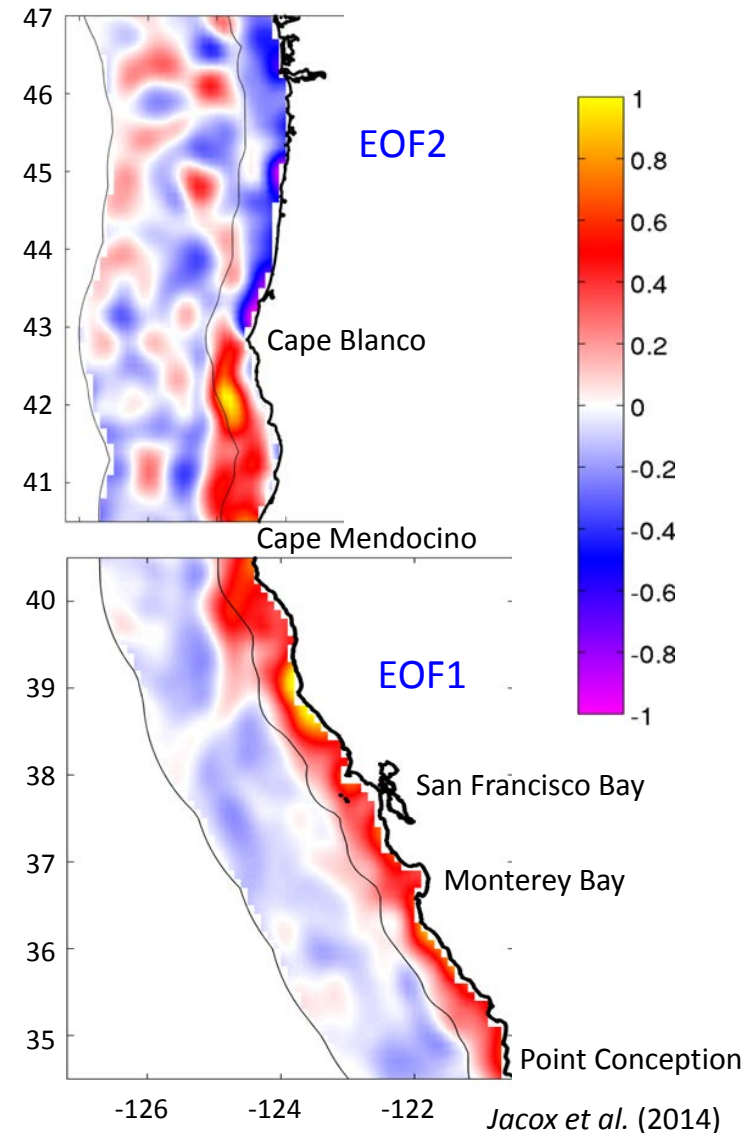 47
46
45
44
43
42
41
EOF2
Cape Blanco
Cape Mendocino
1
0.8
0.6
0.4
0.2
0
-0.2
-0.4
-0.6
-0.8
-1
40
39
38
37
36
35
EOF1
San Francisco Bay
Monterey Bay
Point Conception
-126 -124 -122
Jacox et al. (2014)